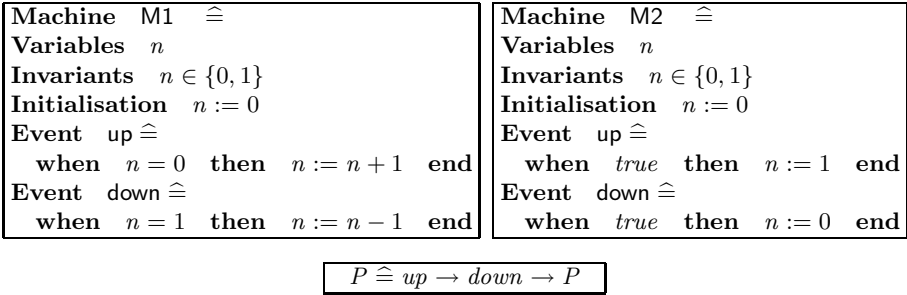 Machine M1 ≙
Variables n
Invariants n ∈ {0, 1}
Initialisation n := 0
Event up ≙
when n = 0 then n := n + 1 end
Event down ≙
when n = 1 then n := n − 1 end
Machine M2 ≙
Variables n
Invariants n ∈ {0, 1}
Initialisation n := 0
Event up ≙
when true then n := 1 end
Event down ≙
when true then n := 0 end
P ≙ up → down → P